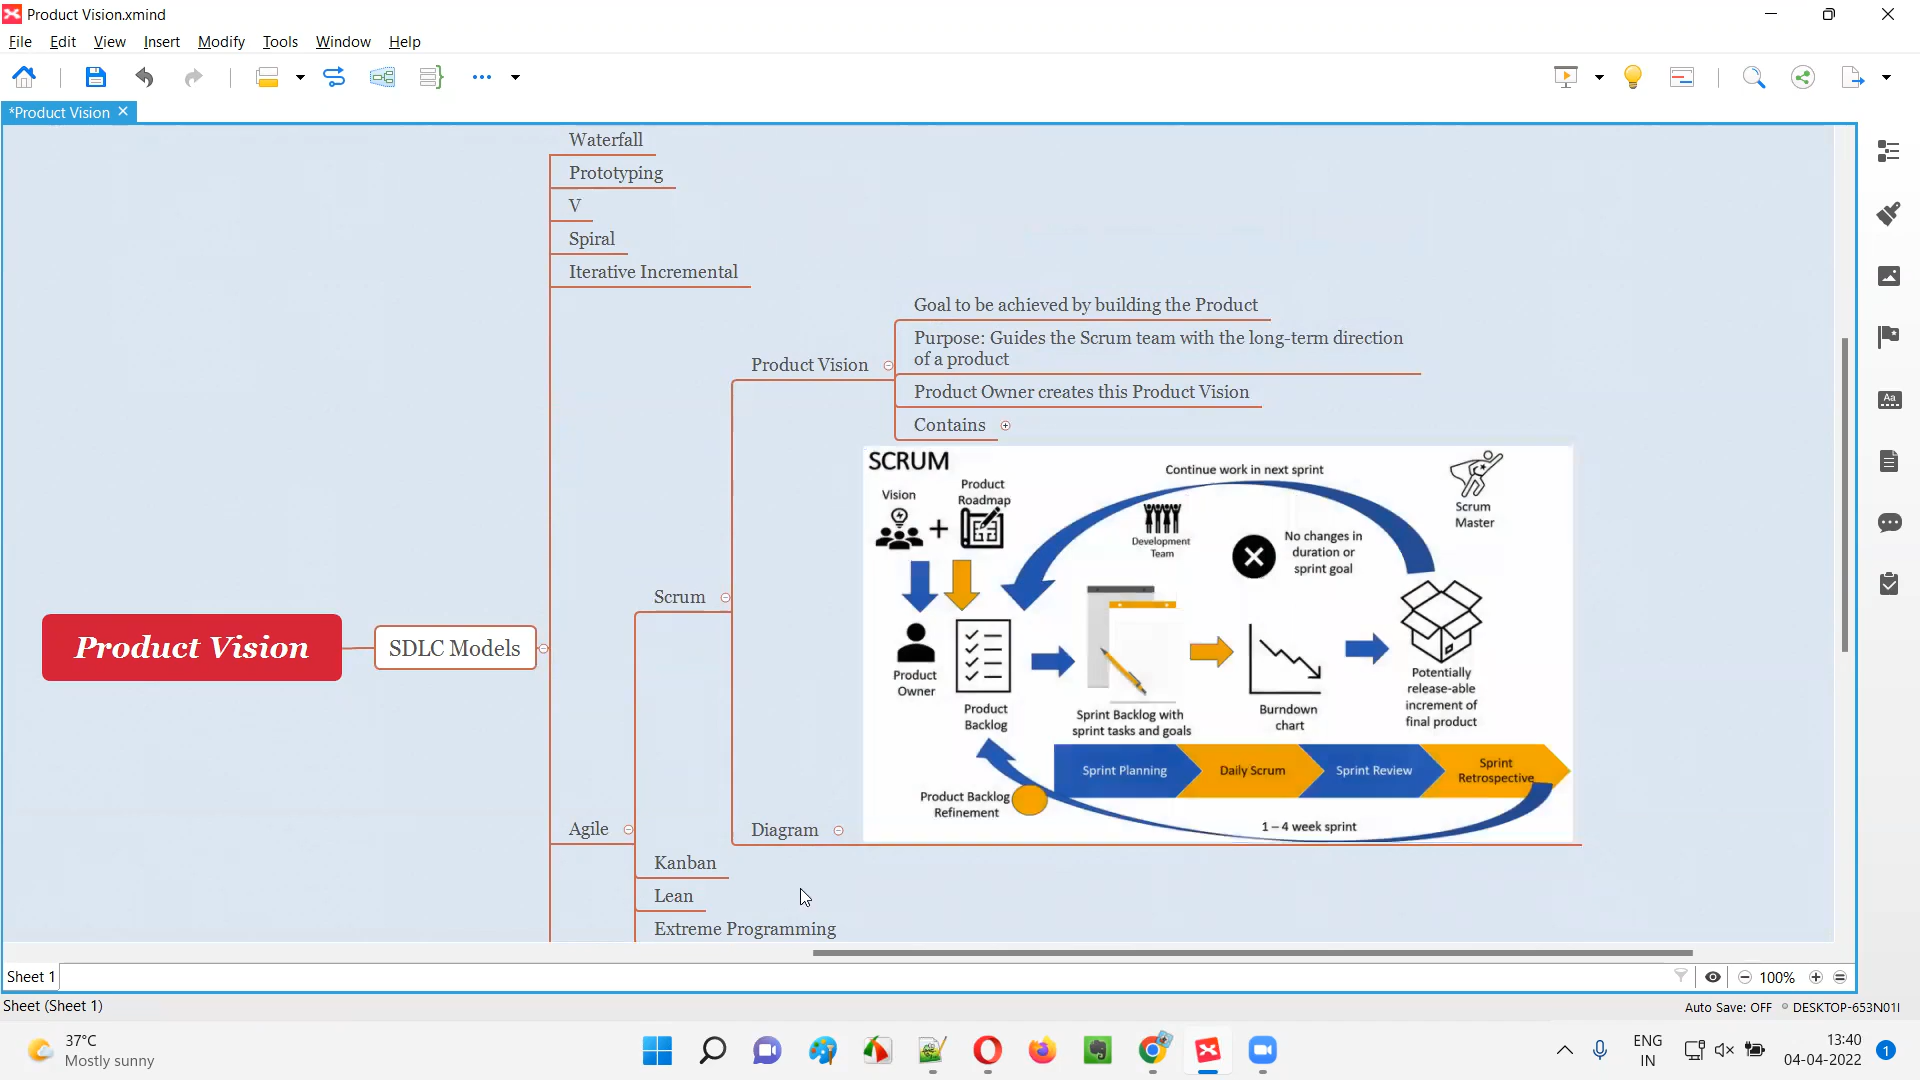 Product Vision.xmind
File Edit View Insert Modify Tools Window Help
*Product Vision
Waterfall
Prototyping
V
Spiral
Iterative Incremental
Goal to be achieved by building the Product
Purpose: Guides the Scrum team with the long-term direction
of a product
Product Vision
Product Owner creates this Product Vision
Contains
SCRUM
Continue work in next sprint
Vision
Product
Roadmap
Scrum
Master
Development
Team
No changes in
duration or
sprint goal
Scrum
Product Vision
SDLC Models
Product
Owner
Product
Backlog
Sprint Backlog with
sprint tasks and goals
Burndown
chart
Potentially
release-able
increment of
final product
Sprint Planning
Daily Scrum
Sprint Review
Sprint
Retrospective
Product Backlog
Refinement
1 – 4 week sprint
Agile
Diagram
Kanban
Lean
Extreme Programming
Aa
Sheet 1
100%
Sheet (Sheet 1)
Auto Save: OFF
DESKTOP-653N01I
37°C
Mostly sunny
ENG
IN
13:40
04-04-2022
1